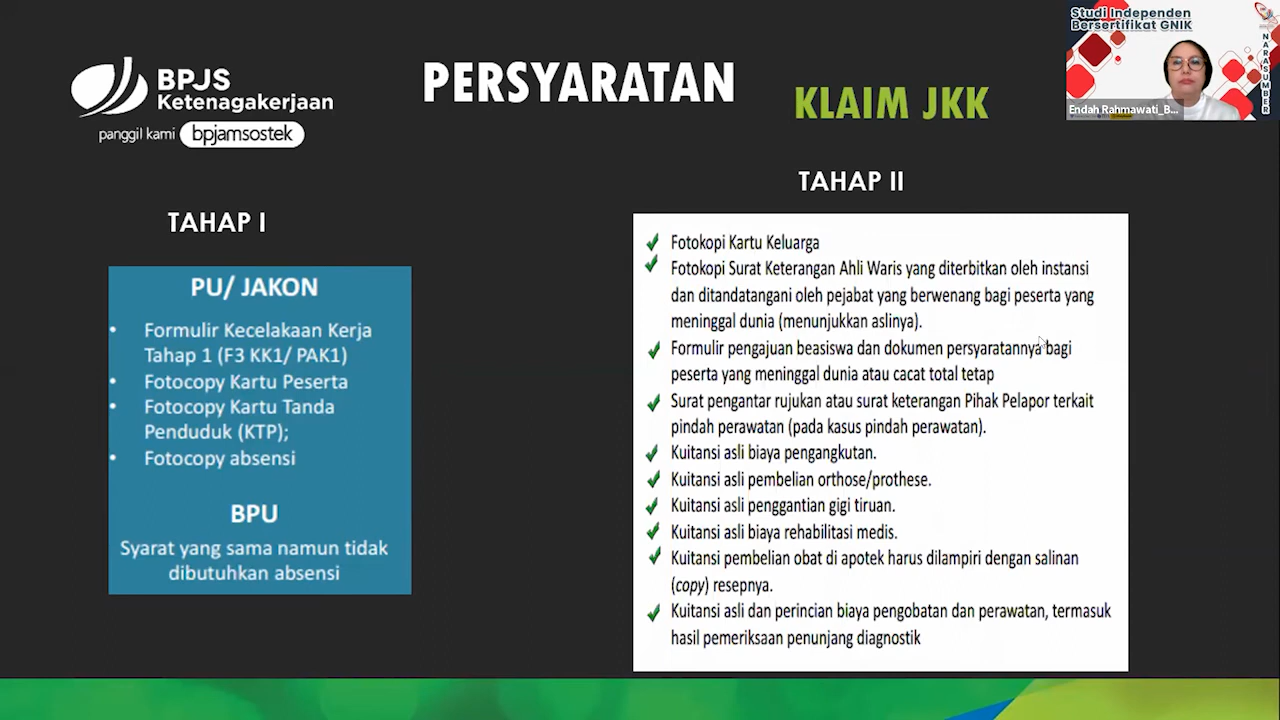 BPJS
Ketenagakerjaan
panggil kami bpjamsostek
PERSYARATAN
KLAIM JKK
Studi Independen
Bersertifikat GNIK
NARASUMBER
Endah Rahmawati_B...
TAHAP I
PU/ JAKON
• Formulir Kecelakaan Kerja
Tahap 1 (F3 KK1/ PAK1)
• Fotocopy Kartu Peserta
• Fotocopy Kartu Tanda
Penduduk (KTP);
• Fotocopy absensi
BPU
Syarat yang sama namun tidak
dibutuhkan absensi
TAHAP II
Fotokopi Kartu Keluarga
Fotokopi Surat Keterangan Ahli Waris yang diterbitkan oleh instansi
dan ditandatangani oleh pejabat yang berwenang bagi peserta yang
meninggal dunia (menunjukkan aslinya).
Formulir pengajuan beasiswa dan dokumen persyaratannya bagi
peserta yang meninggal dunia atau cacat total tetap
Surat pengantar rujukan atau surat keterangan Pihak Pelapor terkait
pindah perawatan (pada kasus pindah perawatan).
Kuitansi asli biaya pengangkutan.
Kuitansi asli pembelian orthose/prothese.
Kuitansi asli penggantian gigi tiruan.
Kuitansi asli biaya rehabilitasi medis.
Kuitansi pembelian obat di apotek harus dilampiri dengan salinan
(copy) resepnya.
Kuitansi asli dan perincian biaya pengobatan dan perawatan, termasuk
hasil pemeriksaan penunjang diagnostik